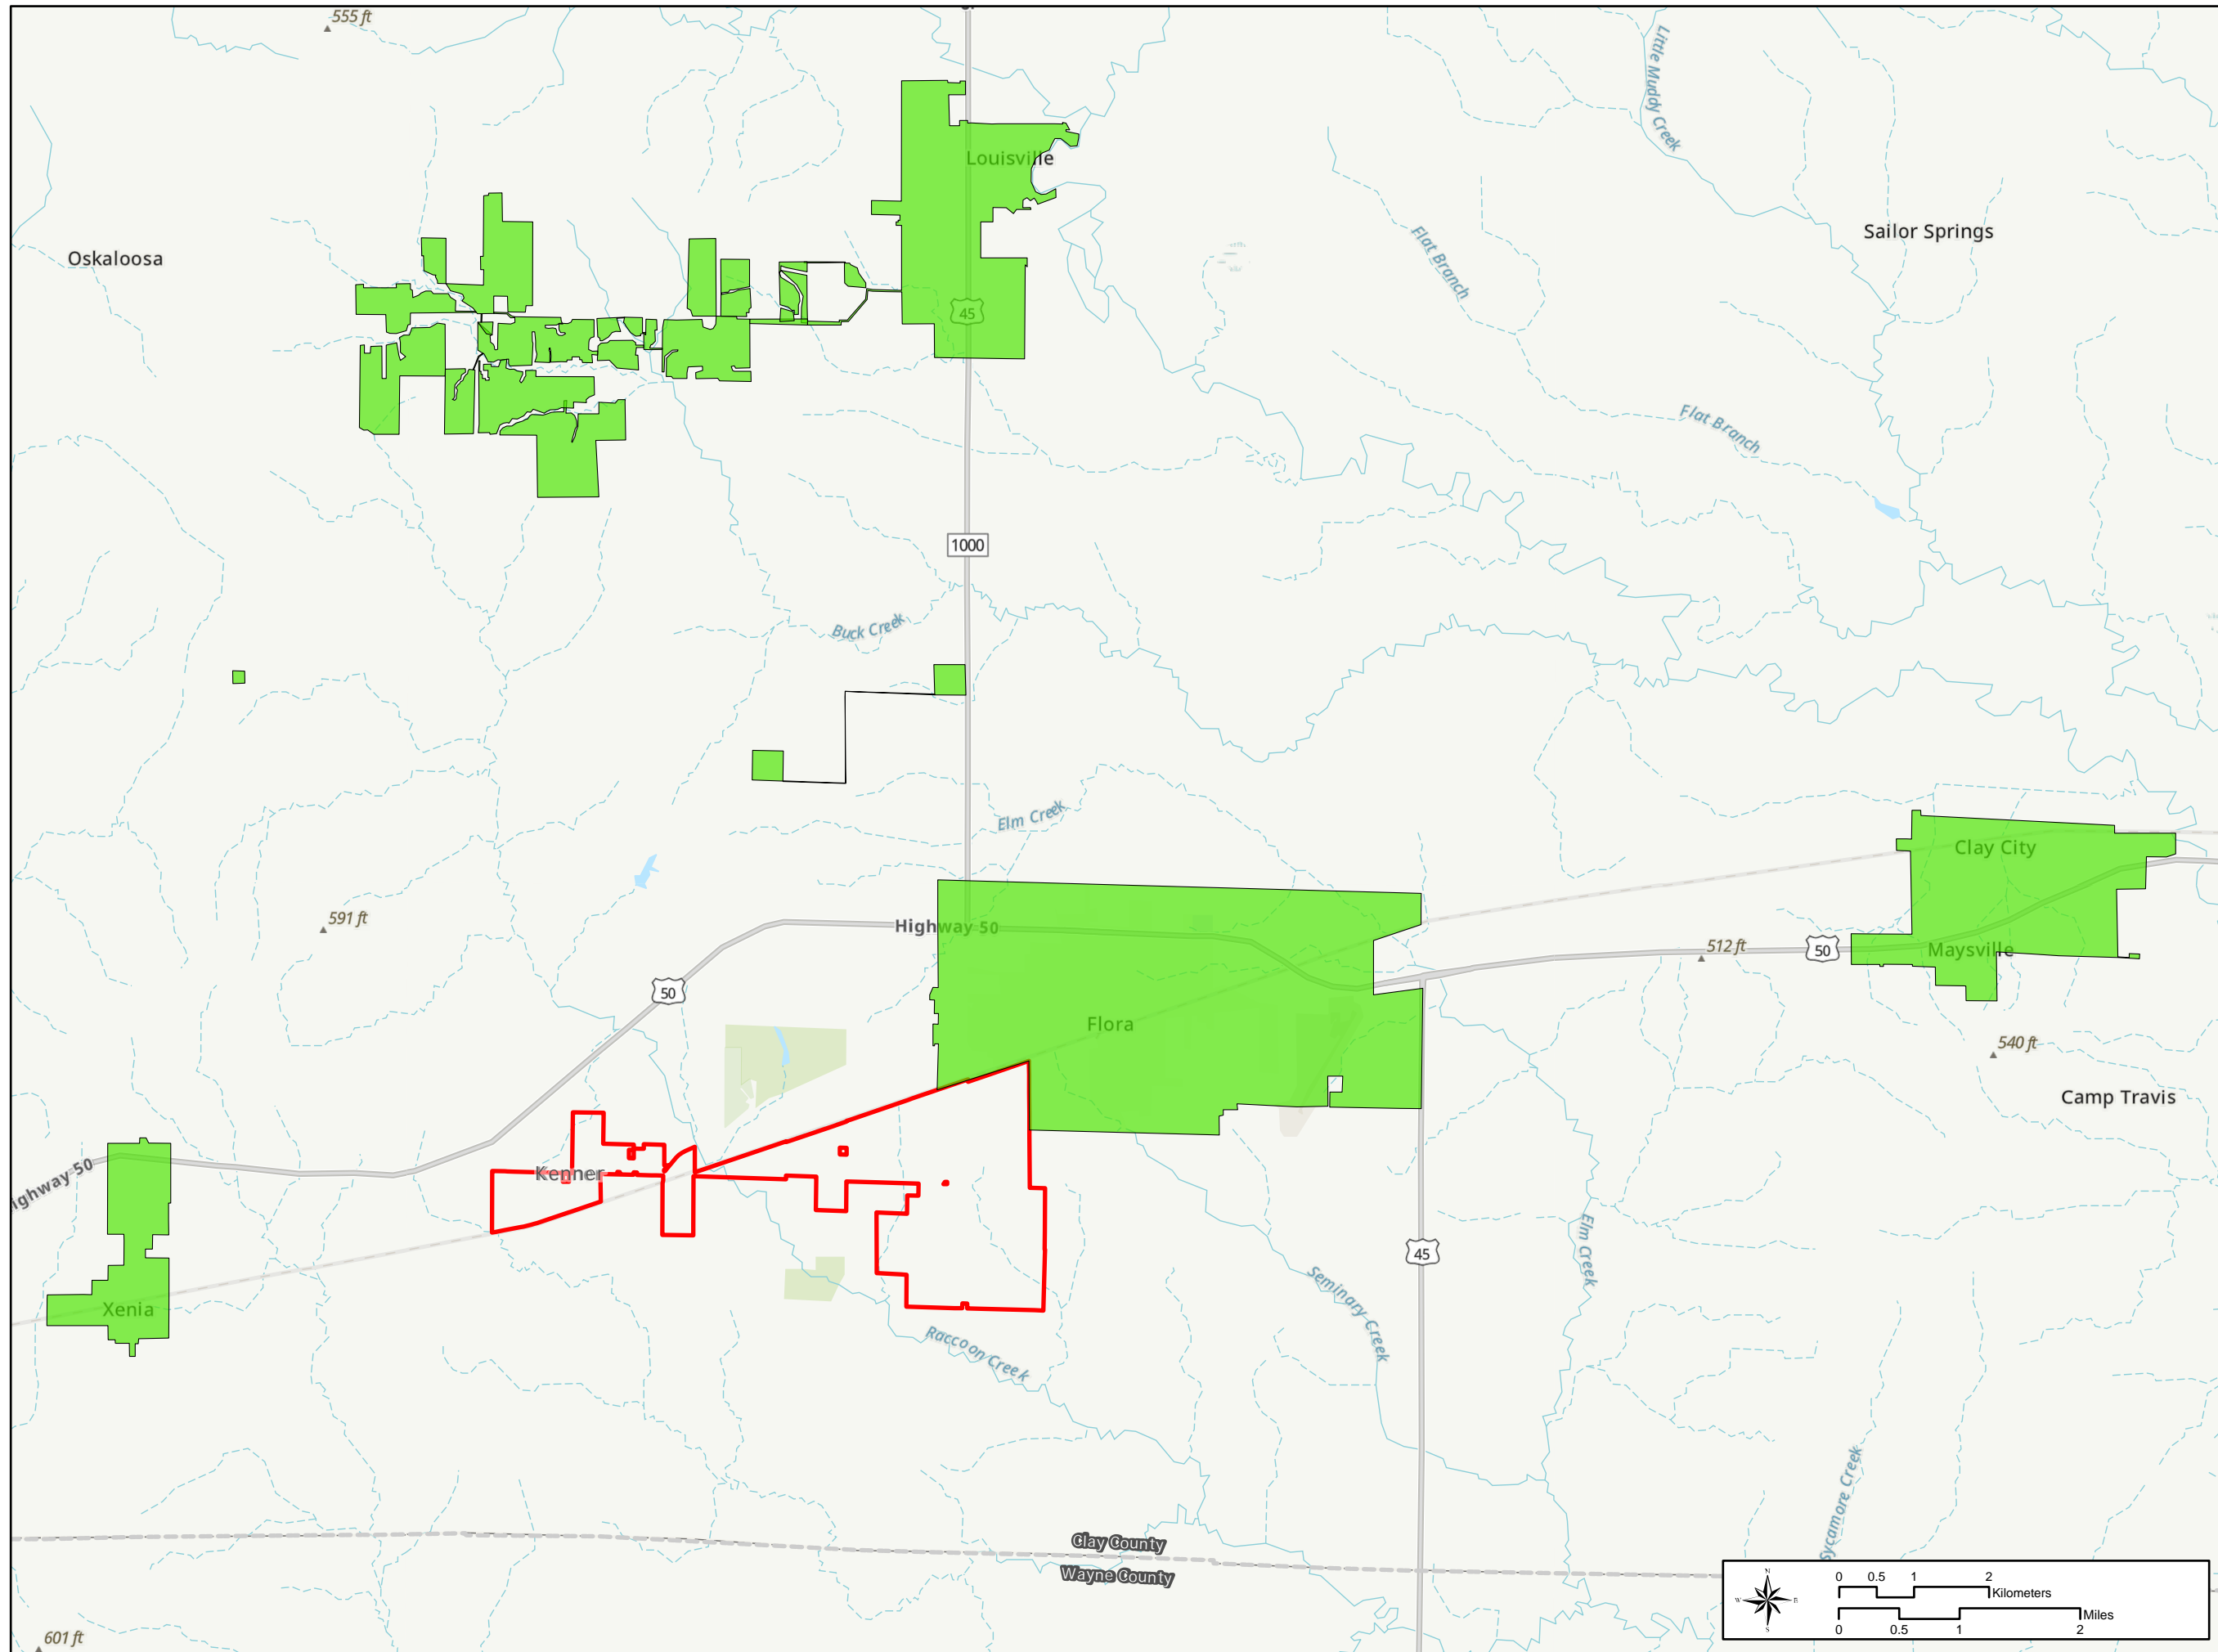 555 ft
Little Muddy Creek
Louisville
Sailor Springs
Flat Branch
Oskaloosa
45
Flat Branch
1000
Buck Creek
Elm Creek
Clay City
591 ft
Highway 50
512 ft
50
Maysville
50
Flora
540 ft
Camp Travis
Kenner
ighway 50
Elm Creek
45
Xenia
Seminary Creek
Raccoon Creek
Sycamore Creek
Clay County
Wayne County
N
W E
S
0 0.5 1 2
Kilometers
Miles
0 0.5 1 2
601 ft